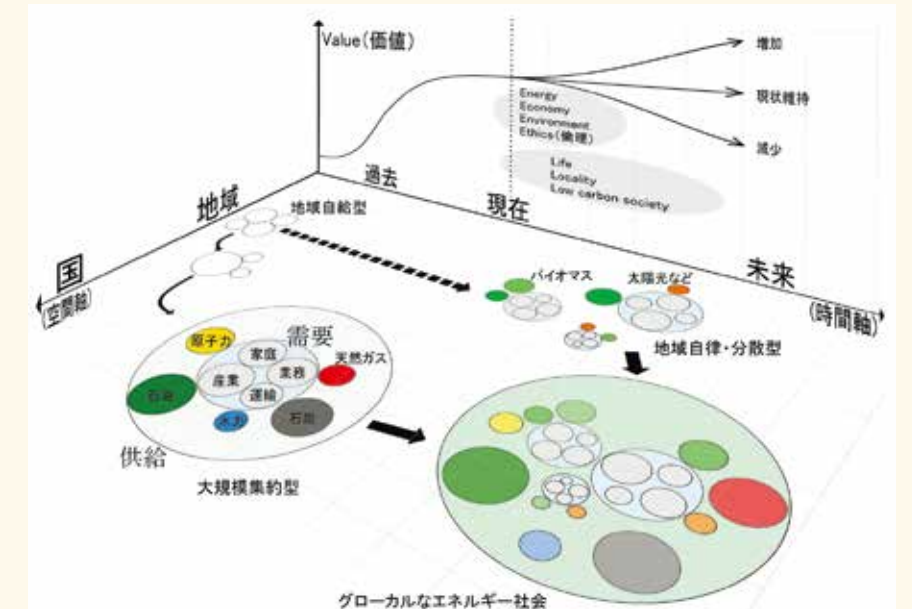 Value(価値)
増加
現状維持
減少
Energy
Economy
Environment
Ethics(倫理)
Life
Locality
Low carbon society
過去
現在
未来
(時間軸)
地域
国
(空間軸)
地域自給型
バイオマス
太陽光など
地域自律・分散型
需要
原子力
家庭
天然ガス
産業
業務
運輸
石油
水力
石炭
供給
大規模集約型
グローカルなエネルギー社会